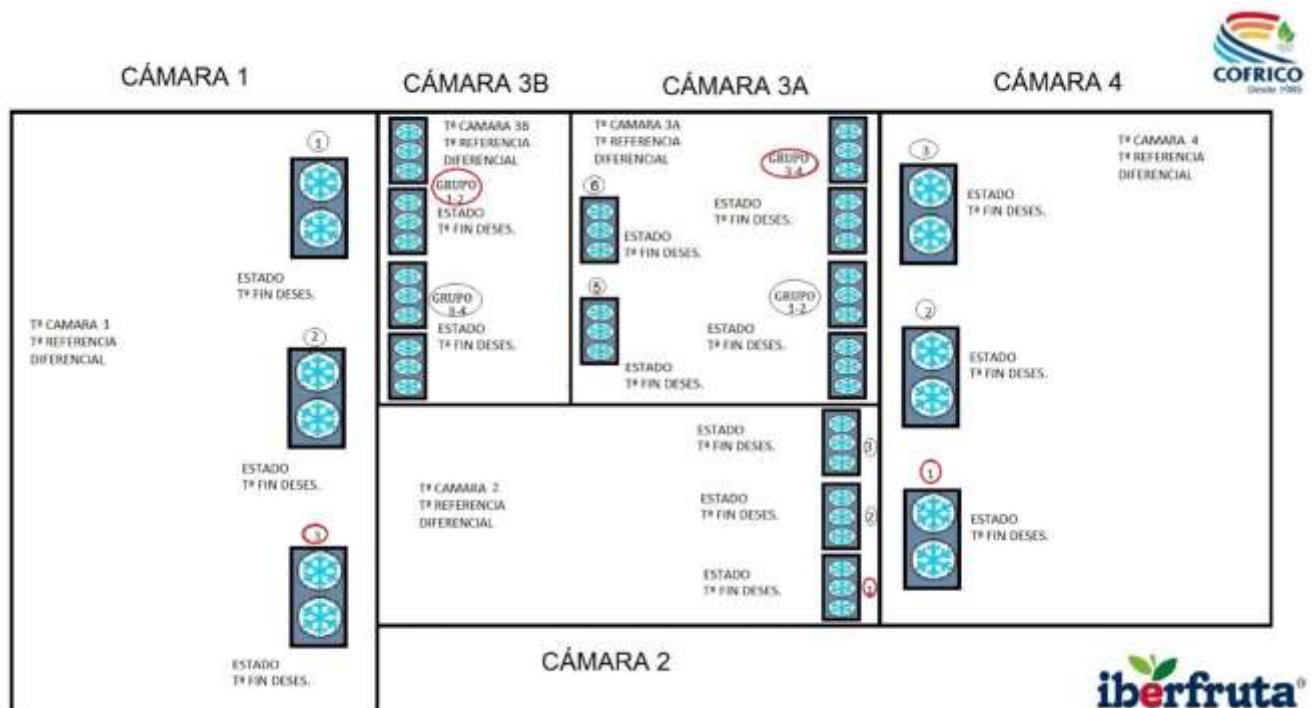 COFRICO
Desde 1985
CÁMARA 1
CÁMARA 3B
CÁMARA 3A
CÁMARA 4
1
ESTADO
Tª FIN DESES.
Tª CAMARA 1
Tª REFERENCIA
DIFERENCIAL
2
ESTADO
Tª FIN DESES.
3
ESTADO
Tª FIN DESES.
Tª CAMARA 3B
Tª REFERENCIA
DIFERENCIAL
GRUPO
1-2
ESTADO
Tª FIN DESES.
GRUPO
3-4
ESTADO
Tª FIN DESES.
Tª CAMARA 3A
Tª REFERENCIA
DIFERENCIAL
6
ESTADO
Tª FIN DESES.
5
ESTADO
Tª FIN DESES.
GRUPO
3-4
ESTADO
Tª FIN DESES.
GRUPO
1-2
ESTADO
Tª FIN DESES.
Tª CAMARA 4
Tª REFERENCIA
DIFERENCIAL
3
ESTADO
Tª FIN DESES.
2
ESTADO
Tª FIN DESES.
1
ESTADO
Tª FIN DESES.
Tª CAMARA 2
Tª REFERENCIA
DIFERENCIAL
ESTADO
Tª FIN DESES.
3
ESTADO
Tª FIN DESES.
2
ESTADO
Tª FIN DESES.
1
CÁMARA 2
iberfruta®